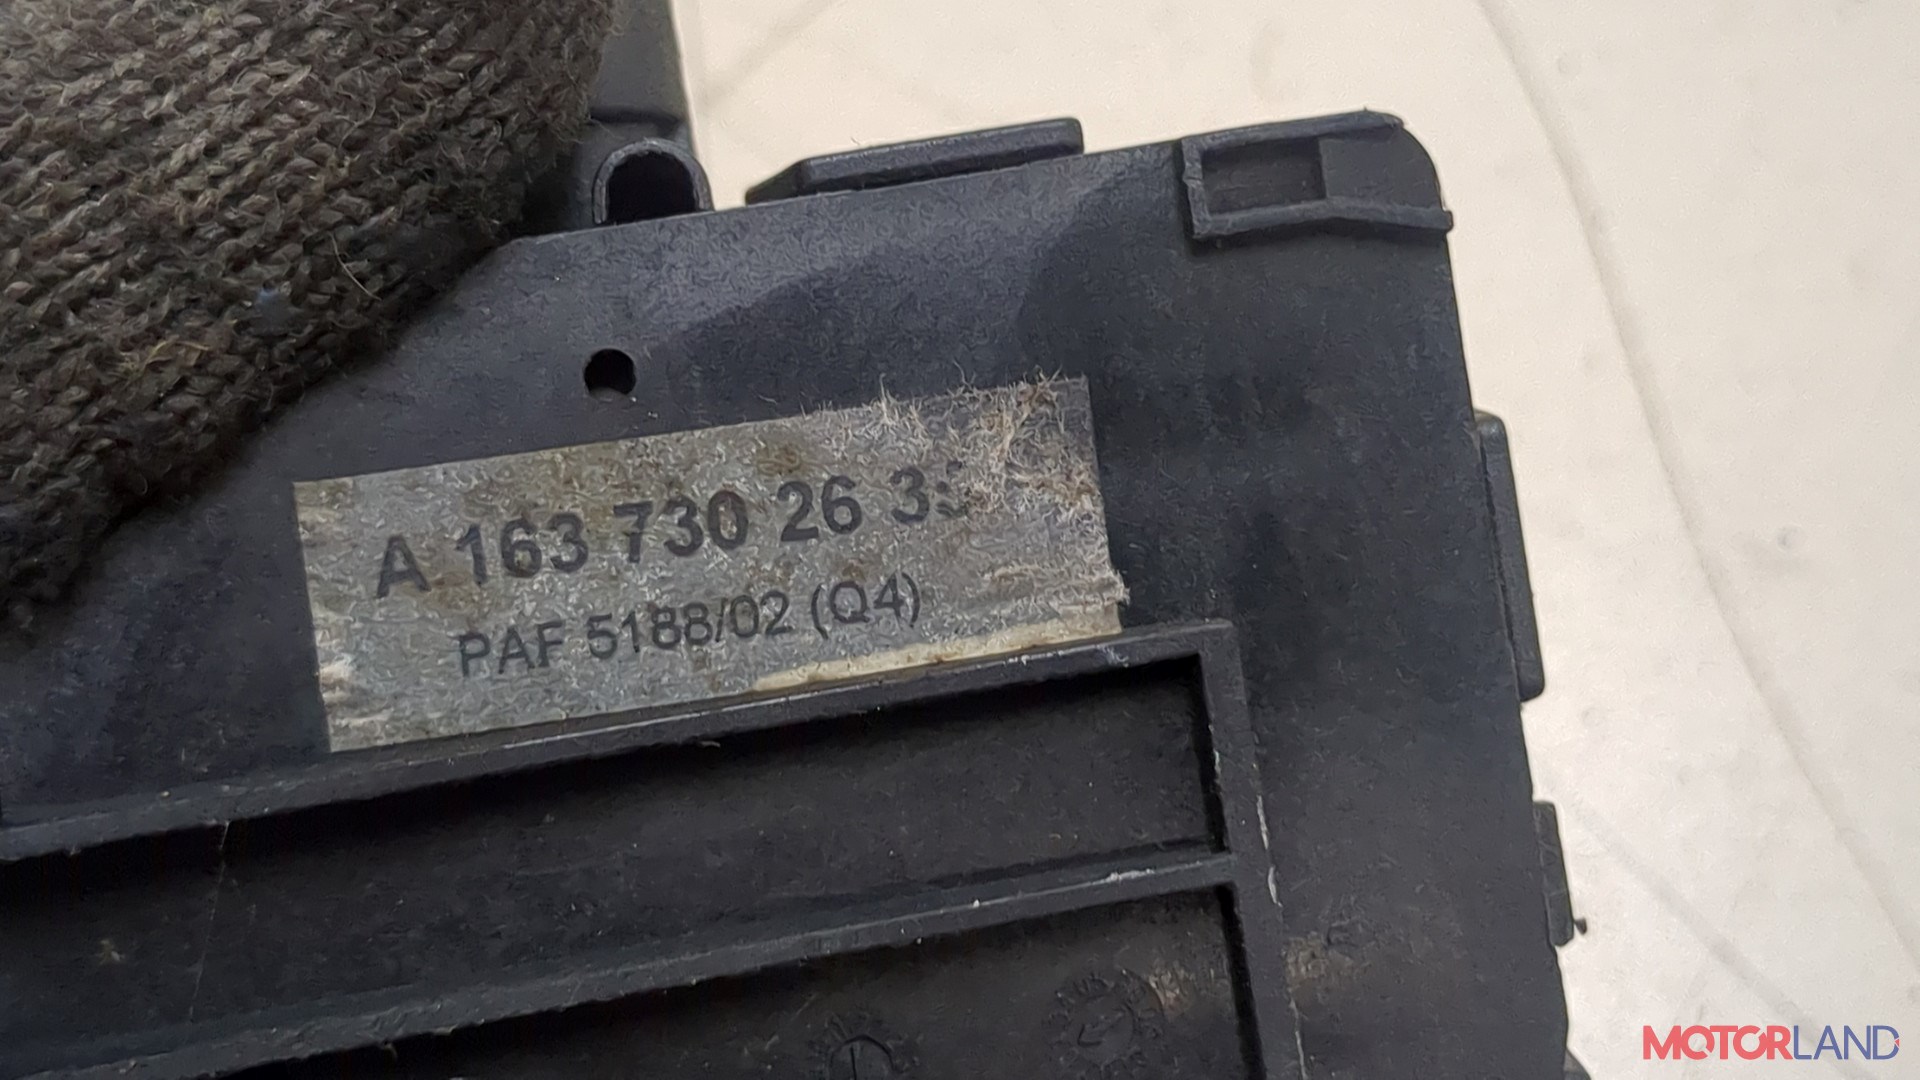 A 163 730 26
PAF 5188/02 (Q4)
MOTORLAND